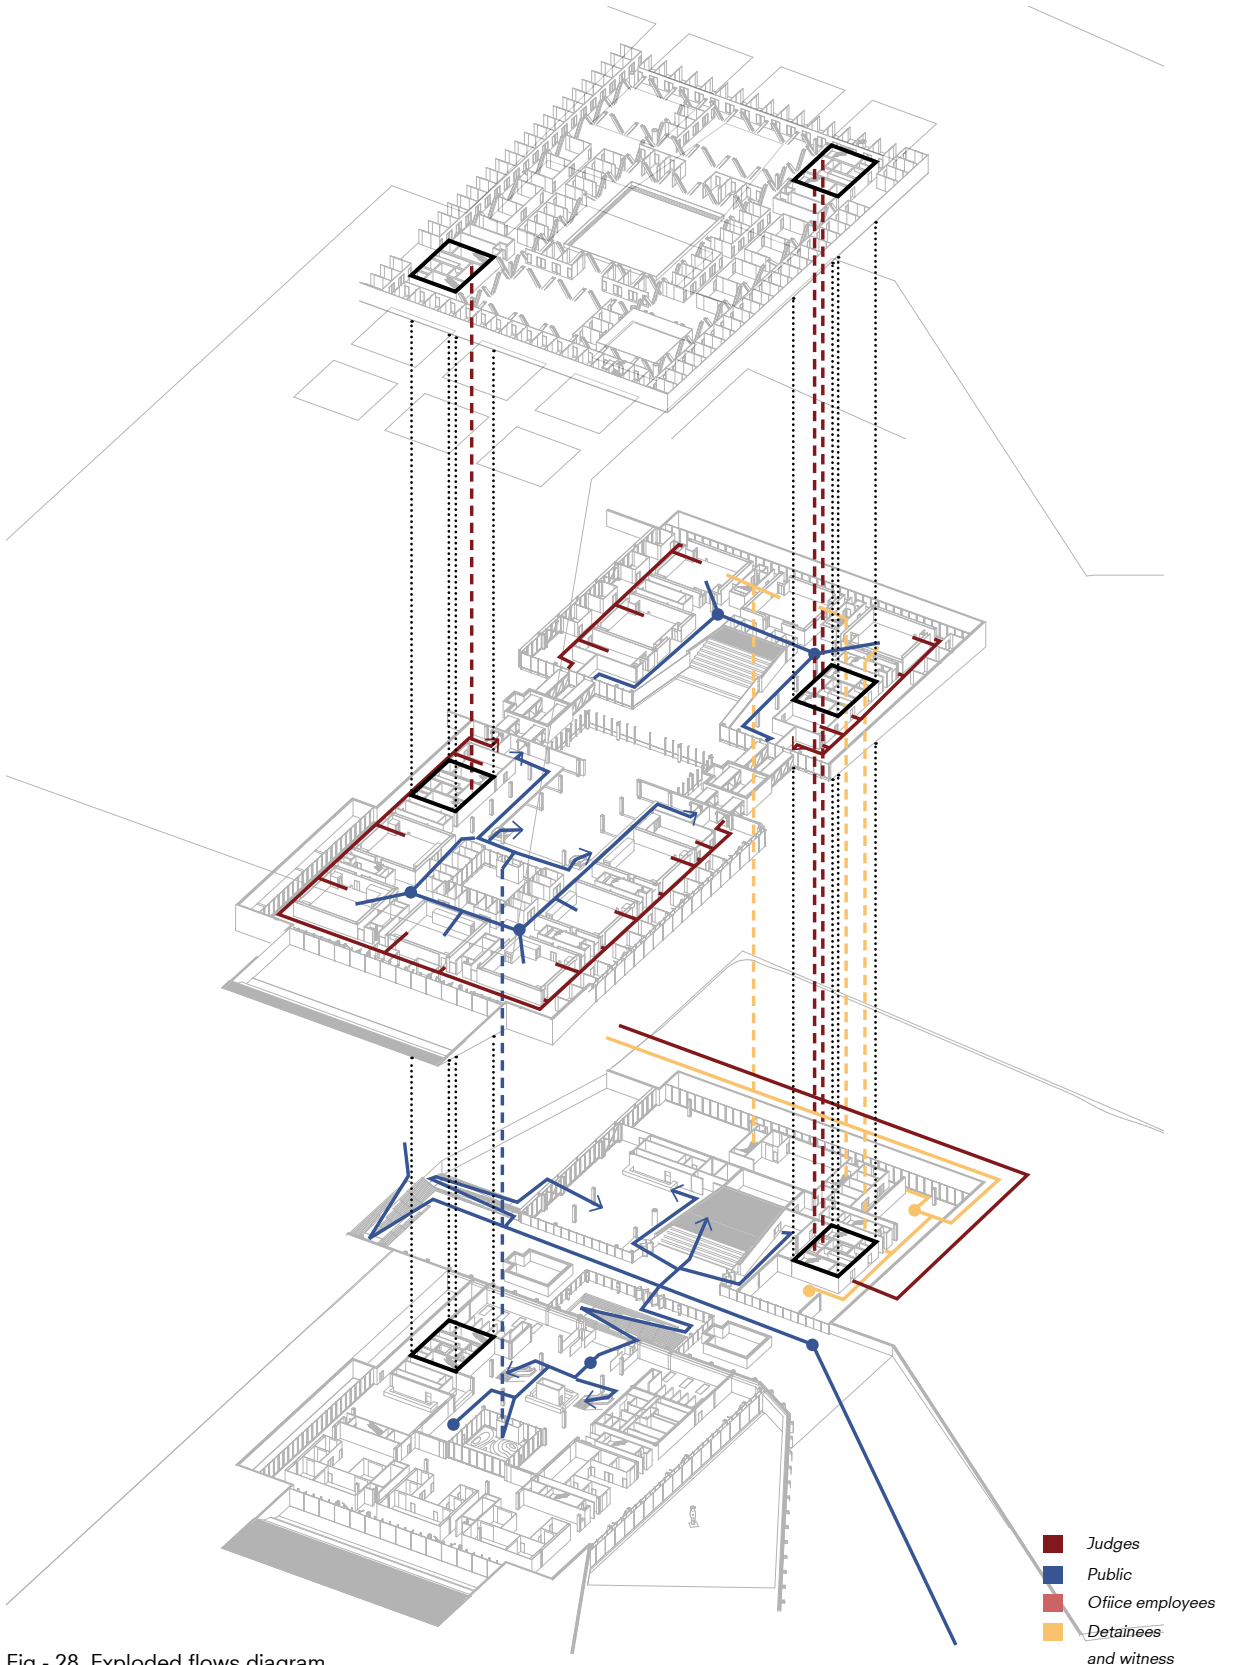 Judges
Public
Ofiice employees
Detainees
and witness
Fig - 28. Exploded flows diagram